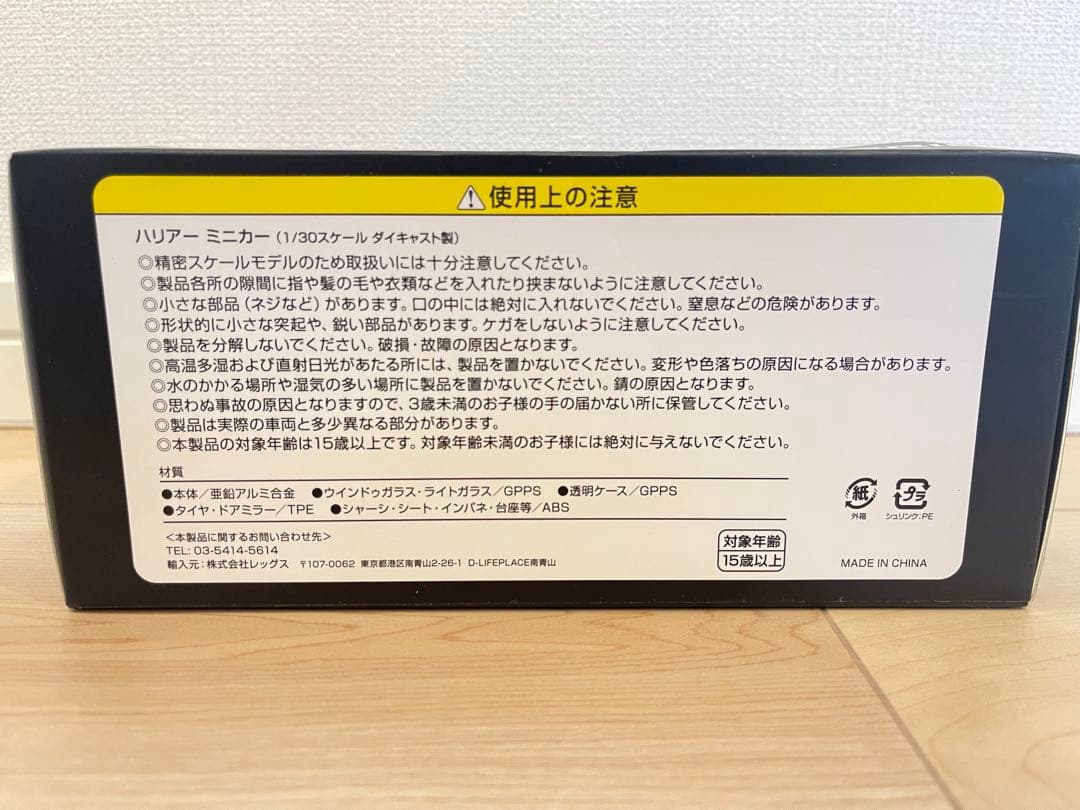 ⚠使用上の注意
ハリアー ミニカー（1/30スケール ダイキャスト製）
◎精密スケールモデルのため取扱いには十分注意してください。
◎製品各所の隙間に指や髪の毛や衣類などを入れたり挟まないように注意してください。
◎小さな部品（ネジなど）があります。口の中には絶対に入れないでください。窒息などの危険があります。
◎形状的に小さな突起や、鋭い部品があります。ケガをしないように注意してください。
◎製品を分解しないでください。破損・故障の原因となります。
◎高温多湿および直射日光があたる所には、製品を置かないでください。変形や色落ちの原因になる場合があります。
◎水のかかる場所や湿気の多い場所に製品を置かないでください。錆の原因となります。
◎思わぬ事故の原因となりますので、3歳未満のお子様の手の届かない所に保管してください。
◎製品は実際の車両と多少異なる部分があります。
◎本製品の対象年齢は15歳以上です。対象年齢未満のお子様には絶対に与えないでください。
材質
●本体／亜鉛アルミ合金 ●ウインドゥガラス・ライトガラス／GPPS ●透明ケース／GPPS
●タイヤ・ドアミラー／TPE ●シャーシ・シート・インパネ・台座等／ABS
紙 プラ
外箱 シュリンク：PE
＜本製品に関するお問い合わせ先＞
TEL: 03-5414-5614
輸入元：株式会社レッグス 〒107-0062 東京都港区南青山2-26-1 D-LIFEPLACE南青山
対象年齢
15歳以上
MADE IN CHINA